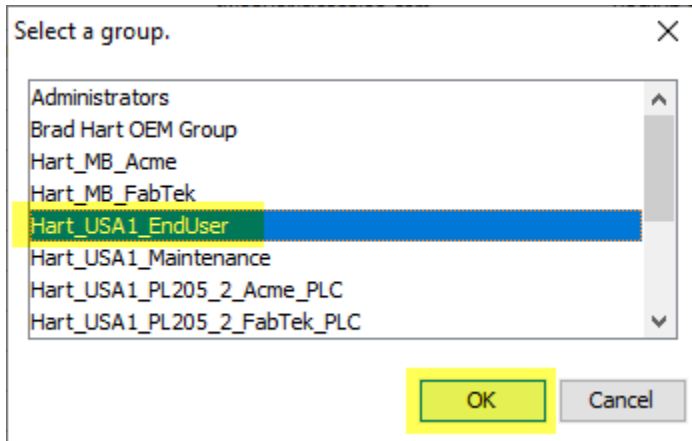 Select a group.
Administrators
Brad Hart OEM Group
Hart_MB_Acme
Hart_MB_FabTek
Hart_USA1_EndUser
Hart_USA1_Maintenance
Hart_USA1_PL205_2_Acme_PLC
Hart_USA1_PL205_2_FabTek_PLC
OK Cancel